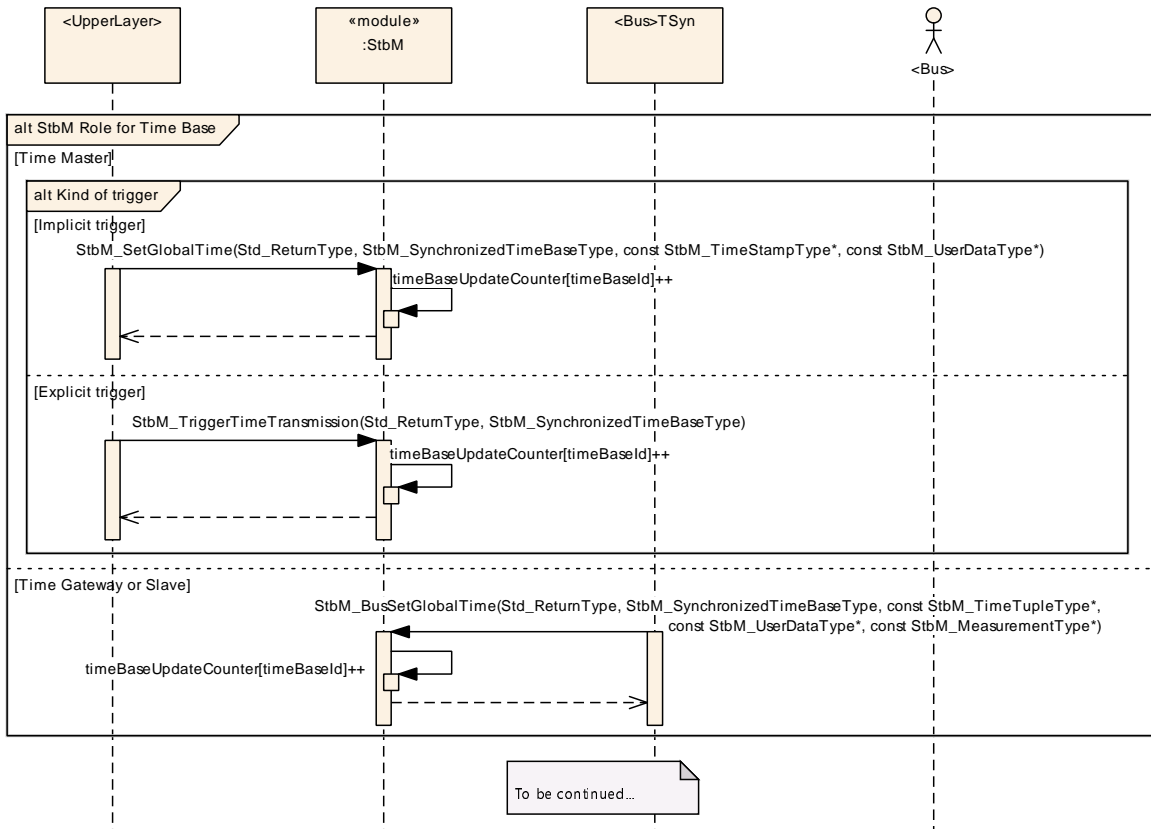 <UpperLayer>
«module»
:StbM
<Bus>TSyn
<Bus>
alt StbM Role for Time Base
[Time Master]
alt Kind of trigger
[Implicit trigger]
StbM_SetGlobalTime(Std_ReturnType, StbM_SynchronizedTimeBaseType, const StbM_TimeStampType*, const StbM_UserDataType*)
timeBaseUpdateCounter[timeBaseId]++
[Explicit trigger]
StbM_TriggerTimeTransmission(Std_ReturnType, StbM_SynchronizedTimeBaseType)
timeBaseUpdateCounter[timeBaseId]++
[Time Gateway or Slave]
StbM_BusSetGlobalTime(Std_ReturnType, StbM_SynchronizedTimeBaseType, const StbM_TimeTupleType*,
const StbM_UserDataType*, const StbM_MeasurementType*)
timeBaseUpdateCounter[timeBaseId]++
To be continued...